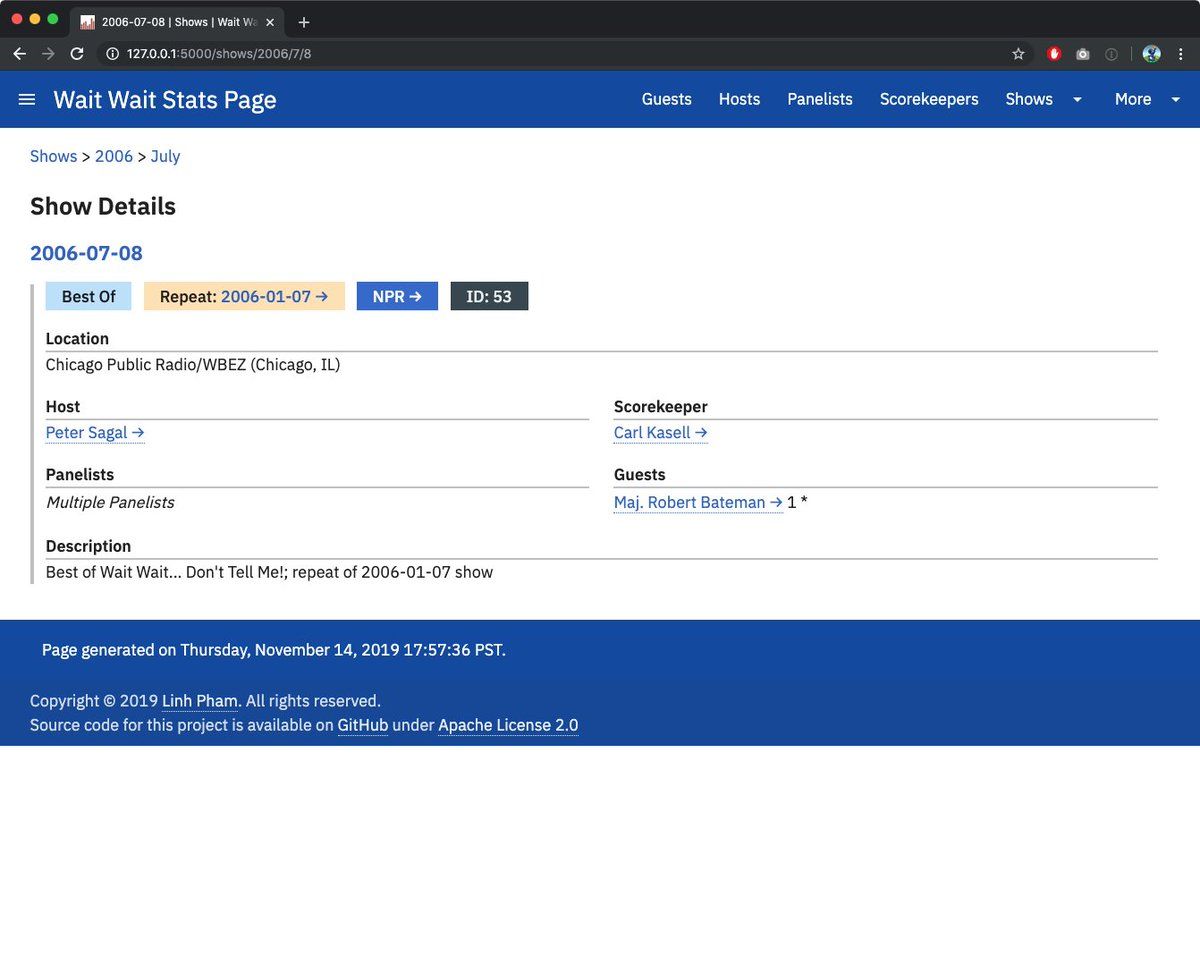 2006-07-08 | Shows | Wait Wa
127.0.0.1:5000/shows/2006/7/8
Wait Wait Stats Page
Guests Hosts Panelists Scorekeepers Shows More
Shows > 2006 > July
Show Details
2006-07-08
Best Of Repeat: 2006-01-07 → NPR → ID: 53
Location
Chicago Public Radio/WBEZ (Chicago, IL)
Host
Peter Sagal →
Scorekeeper
Carl Kasell →
Panelists
Multiple Panelists
Guests
Maj. Robert Bateman → 1 *
Description
Best of Wait Wait... Don't Tell Me!; repeat of 2006-01-07 show
Page generated on Thursday, November 14, 2019 17:57:36 PST.
Copyright © 2019 Linh Pham. All rights reserved.
Source code for this project is available on GitHub under Apache License 2.0